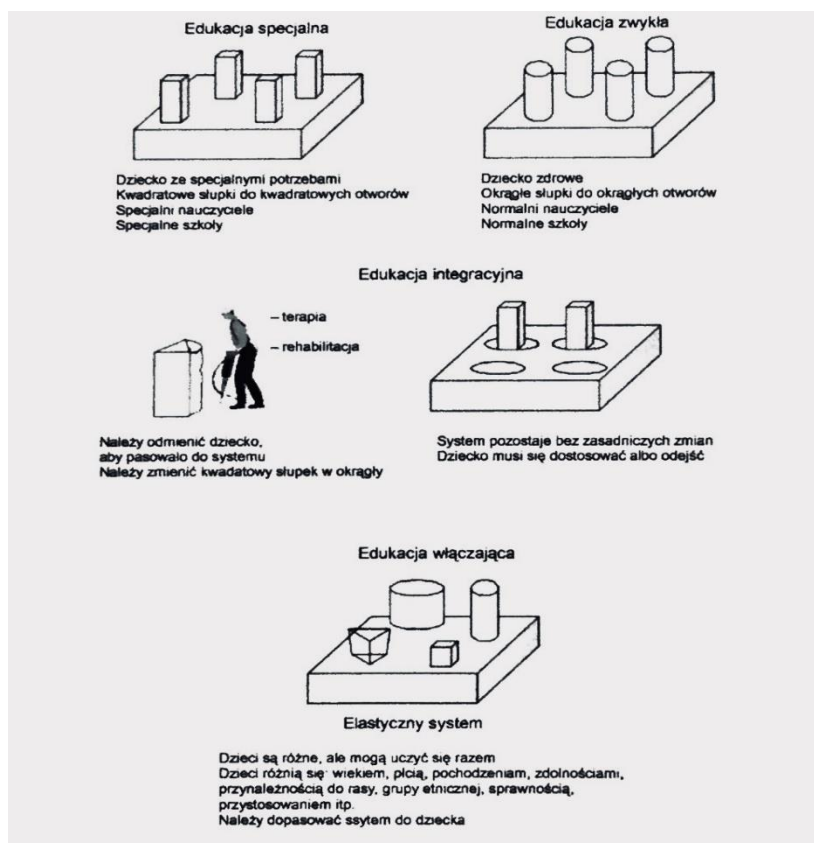 Edukacja specjalna
Dziecko ze specjalnymi potrzebami
Kwadratowe słupki do kwadratowych otworów
Specjalni nauczyciele
Specjalne szkoły
Edukacja zwykła
Dziecko zdrowe
Okrągłe słupki do okrągłych otworów
Normalni nauczyciele
Normalne szkoły
Edukacja integracyjna
– terapia
– rehabilitacja
Należy odmienić dziecko,
aby pasowało do systemu
Należy zmienić kwadatowy słupek w okrągły
System pozostaje bez zasadniczych zmian
Dziecko musi się dostosować albo odejść
Edukacja włączająca
Elastyczny system
Dzieci są różne, ale mogą uczyć się razem
Dzieci różnią się: wiekiem, płcią, pochodzeniam, zdolnościami,
przynależnością do rasy, grupy etnicznej, sprawnością,
przystosowaniem itp.
Należy dopasować ssytem do dziecka